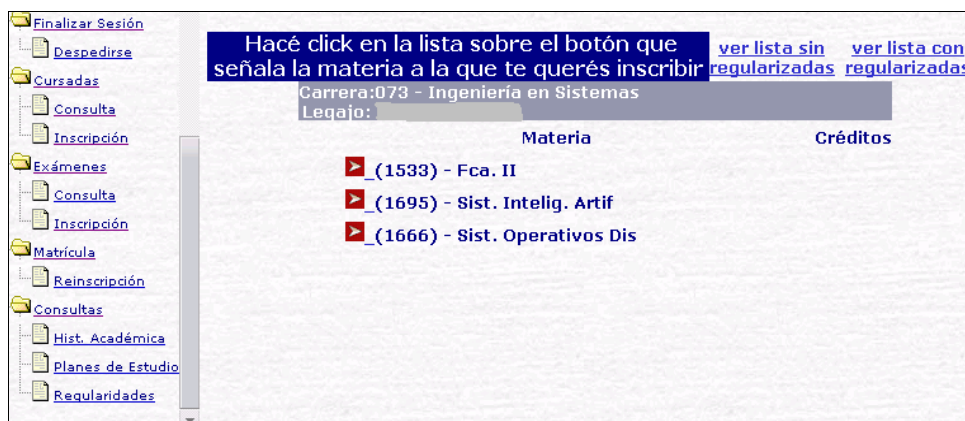 Finalizar Sesión
Despedirse
Cursadas
Consulta
Inscripción
Exámenes
Consulta
Inscripción
Matrícula
Reinscripción
Consultas
Hist. Académica
Planes de Estudio
Regularidades
Hacé click en la lista sobre el botón que
señala la materia a la que te querés inscribir
ver lista sin
regularizadas
ver lista con
regularizadas
Carrera:073 - Ingeniería en Sistemas
Legajo:
Materia Créditos
_(1533) - Fca. II
_(1695) - Sist. Intelig. Artif
_(1666) - Sist. Operativos Dis